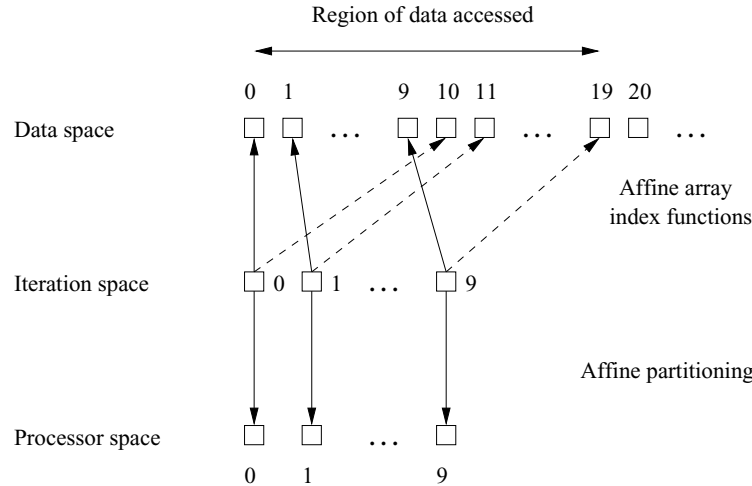 Region of data accessed
0 1 9 10 11 19 20
Data space ... ... ...
Affine array
index functions
Iteration space 0 1 ... 9
Affine partitioning
Processor space ...
0 1 9